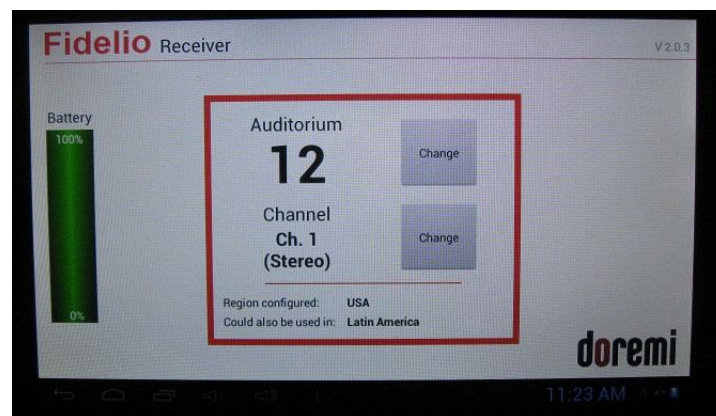 Fidelio Receiver
V 2.0.3
Battery
100%
0%
Auditorium
12
Change
Channel
Ch. 1
(Stereo)
Change
Region configured: USA
Could also be used in: Latin America
doremi
11:23 AM